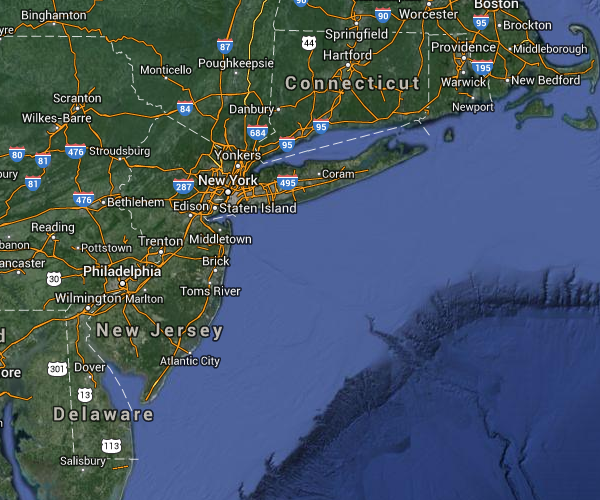 Boston
90
90
Worcester
Binghamton
95
Brockton
Springfield
44
87
Providence
Middleborough
Hartford
Poughkeepsie
Monticello
195
Warwick
New Bedford
Connecticut
Scranton
Danbury
84
Newport
Wilkes-Barre
95
684
95
80
81
476
Stroudsburg
Yonkers
Coram
81
287
New York
495
476
Bethlehem
Edison
Staten Island
Reading
Middletown
Pottstown
Trenton
Brick
Philadelphia
30
Toms River
Wilmington
Marlton
New Jersey
Atlantic City
301
Dover
13
Delaware
113
Salisbury